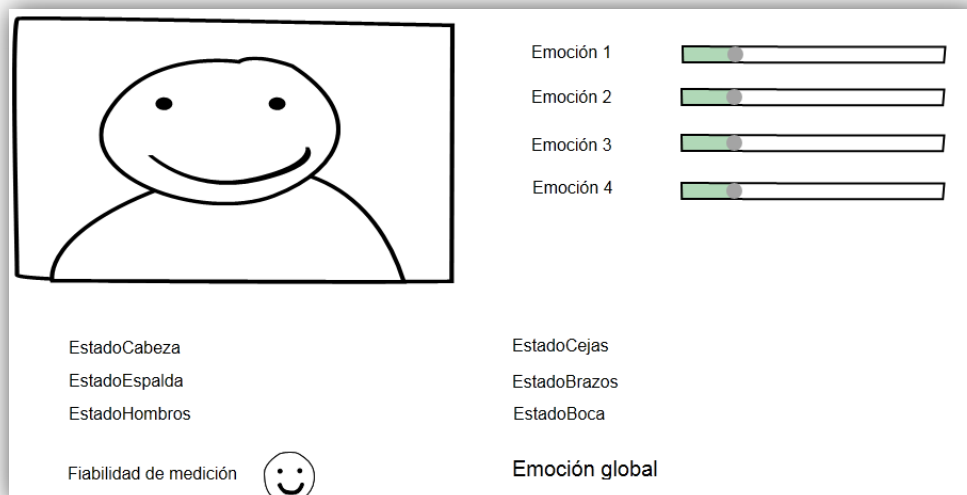 Emoción 1
Emoción 2
Emoción 3
Emoción 4
EstadoCabeza
EstadoCejas
EstadoEspalda
EstadoBrazos
EstadoHombros
EstadoBoca
Fiabilidad de medición
Emoción global